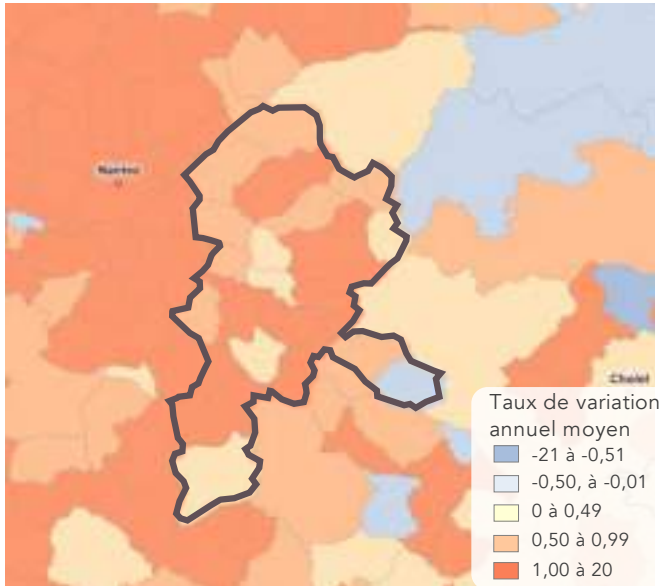 Nantes
Cholet
Taux de variation
annuel moyen
-21 à -0,51
-0,50, à -0,01
0 à 0,49
0,50 à 0,99
1,00 à 20